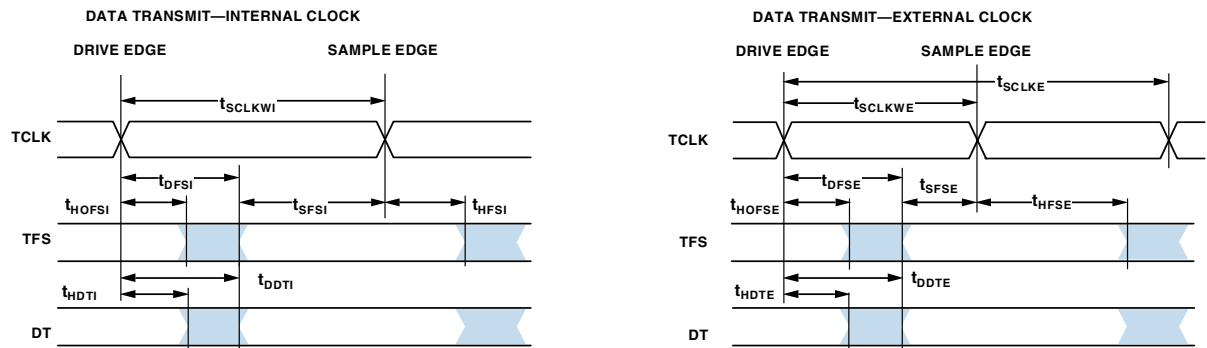 DATA TRANSMIT—INTERNAL CLOCK
DRIVE EDGE
SAMPLE EDGE
tSCLKWI
TCLK
tDFSI
tHOFSI
tSFSI
tHFSI
TFS
tDDTI
tHDTI
DT
DATA TRANSMIT—EXTERNAL CLOCK
DRIVE EDGE
SAMPLE EDGE
tSCLKE
tSCLKWE
TCLK
tDFSE
tSFSE
tHOFSE
tHFSE
TFS
tDDTE
tHDTE
DT